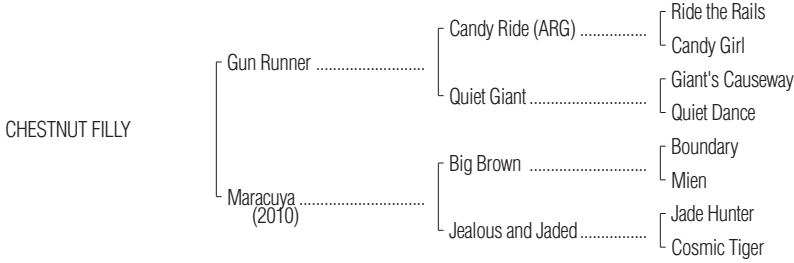 Ride the Rails
Candy Ride (ARG) ................
Candy Girl
Gun Runner ..........................
Giant's Causeway
Quiet Giant ............................
Quiet Dance
CHESTNUT FILLY
Boundary
Big Brown ............................
Mien
Maracuya ..............................
(2010)
Jade Hunter
Jealous and Jaded ................
Cosmic Tiger